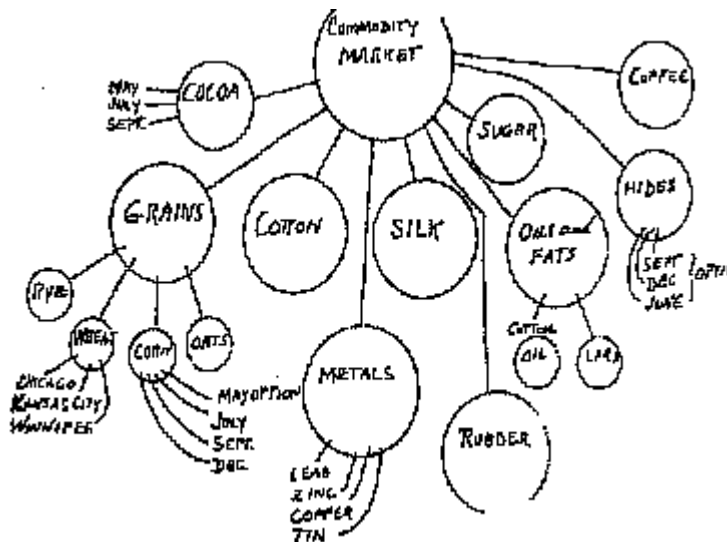 COMMODITY
MARKET
COCOA
MAY
JULY
SEPT.
COFFEE
SUGAR
HIDES
SEPT
DEC
JUNE
GRAINS
COTTON
SILK
OILS and
FATS
RYE
WHEAT
CORN
OATS
CHICAGO
KANSAS CITY
WINNIPEG
MAY OPTION
JULY
SEPT.
DEC
METALS
LEAD
ZINC
COPPER
TIN
RUBBER
COTTON
OIL
LARD